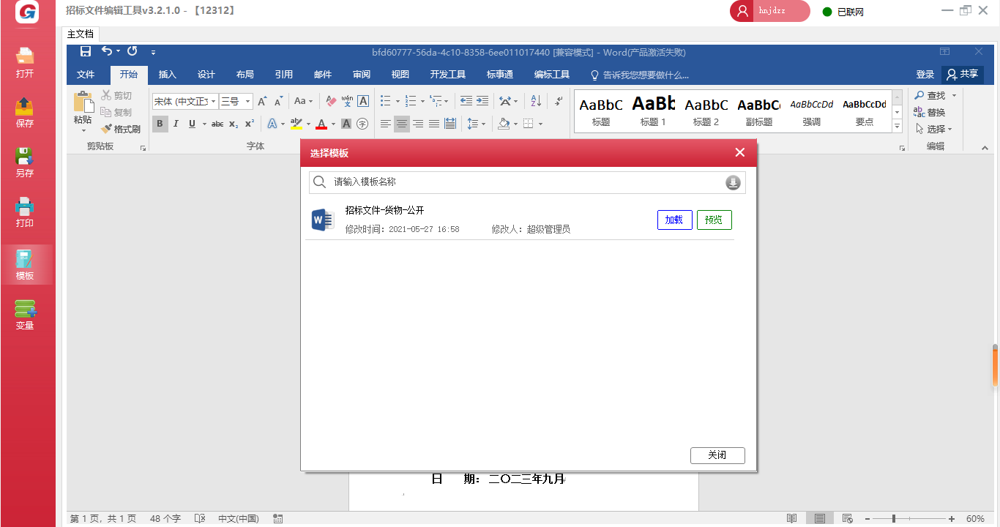 招标文件编辑工具v3.2.1.0 - 【12312】
hnjdzz
已联网
主文档
bfd60777-56da-4c10-8358-6ee011017440 [兼容模式] - Word(产品激活失败)
文件 开始 插入 设计 布局 引用 邮件 审阅 视图 开发工具 标事通 编标工具 告诉我您想要做什么... 登录 共享
打开
保存
另存
打印
模板
变量
粘贴
剪切
复制
格式刷
剪贴板
宋体 (中文正文 三号
字体
AaBbC AaBb AaBbC AaBbC AaBbCcDd AaBbCcDd
标题 标题 1 标题 2 副标题 强调 要点
查找
替换
选择
编辑
选择模板
请输入模板名称
招标文件-货物-公开
修改时间：2021-05-27 16:58 修改人：超级管理员
加载 预览
关闭
日 期：二〇二三年九月
第 1 页，共 1 页 48 个字 中文(中国) 60%